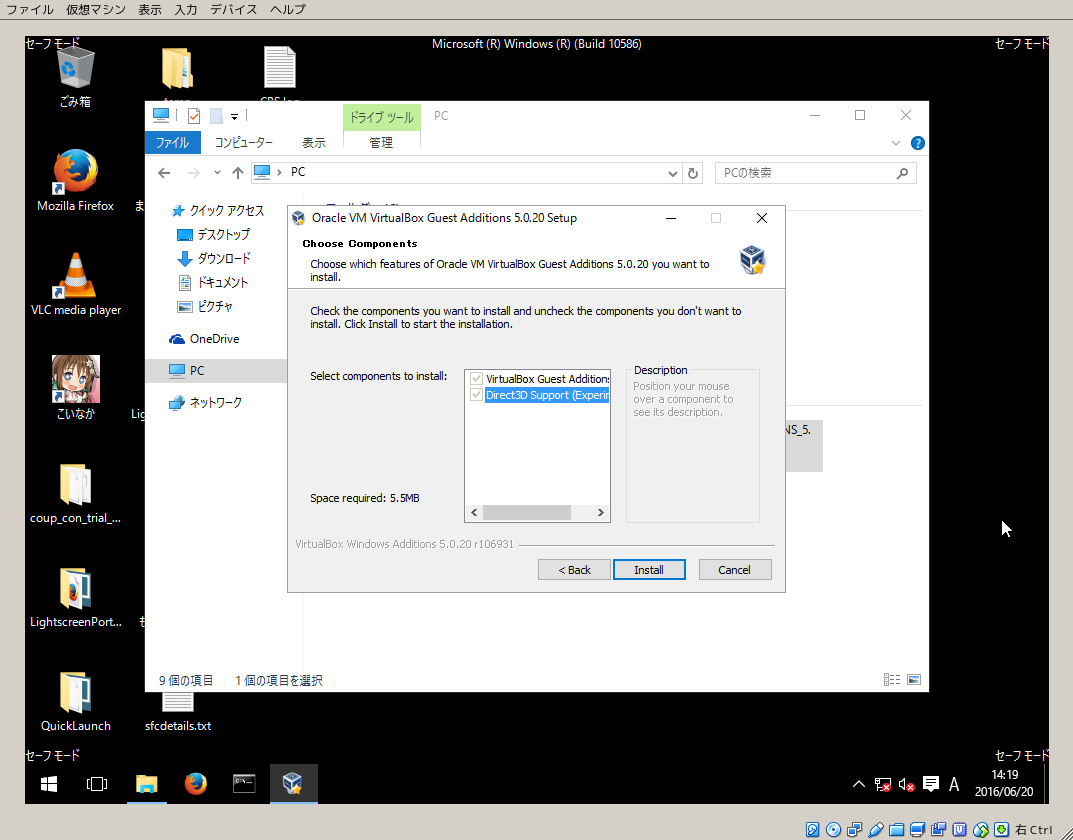 ファイル 仮想マシン 表示 入力 デバイス ヘルプ
セーフ モード Microsoft (R) Windows (R) (Build 10586) セーフ モード
ごみ箱
Mozilla Firefox
VLC media player
こいなか
coup_con_trial_...
LightscreenPort...
QuickLaunch
sfcdetails.txt
ドライブ ツール PC
ファイル コンピューター 表示 管理
PC PCの検索
クイック アクセス
デスクトップ
ダウンロード
ドキュメント
ピクチャ
OneDrive
PC
ネットワーク
NS_5.
9 個の項目 1 個の項目を選択
Oracle VM VirtualBox Guest Additions 5.0.20 Setup
Choose Components
Choose which features of Oracle VM VirtualBox Guest Additions 5.0.20 you want to
install.
Check the components you want to install and uncheck the components you don't want to
install. Click Install to start the installation.
Select components to install:
VirtualBox Guest Additions
Direct3D Support (Experim
Description
Position your mouse
over a component to
see its description.
Space required: 5.5MB
VirtualBox Windows Additions 5.0.20 r106931
< Back Install Cancel
セーフ モード セーフ モード
A 14:19
2016/06/20
右 Ctrl